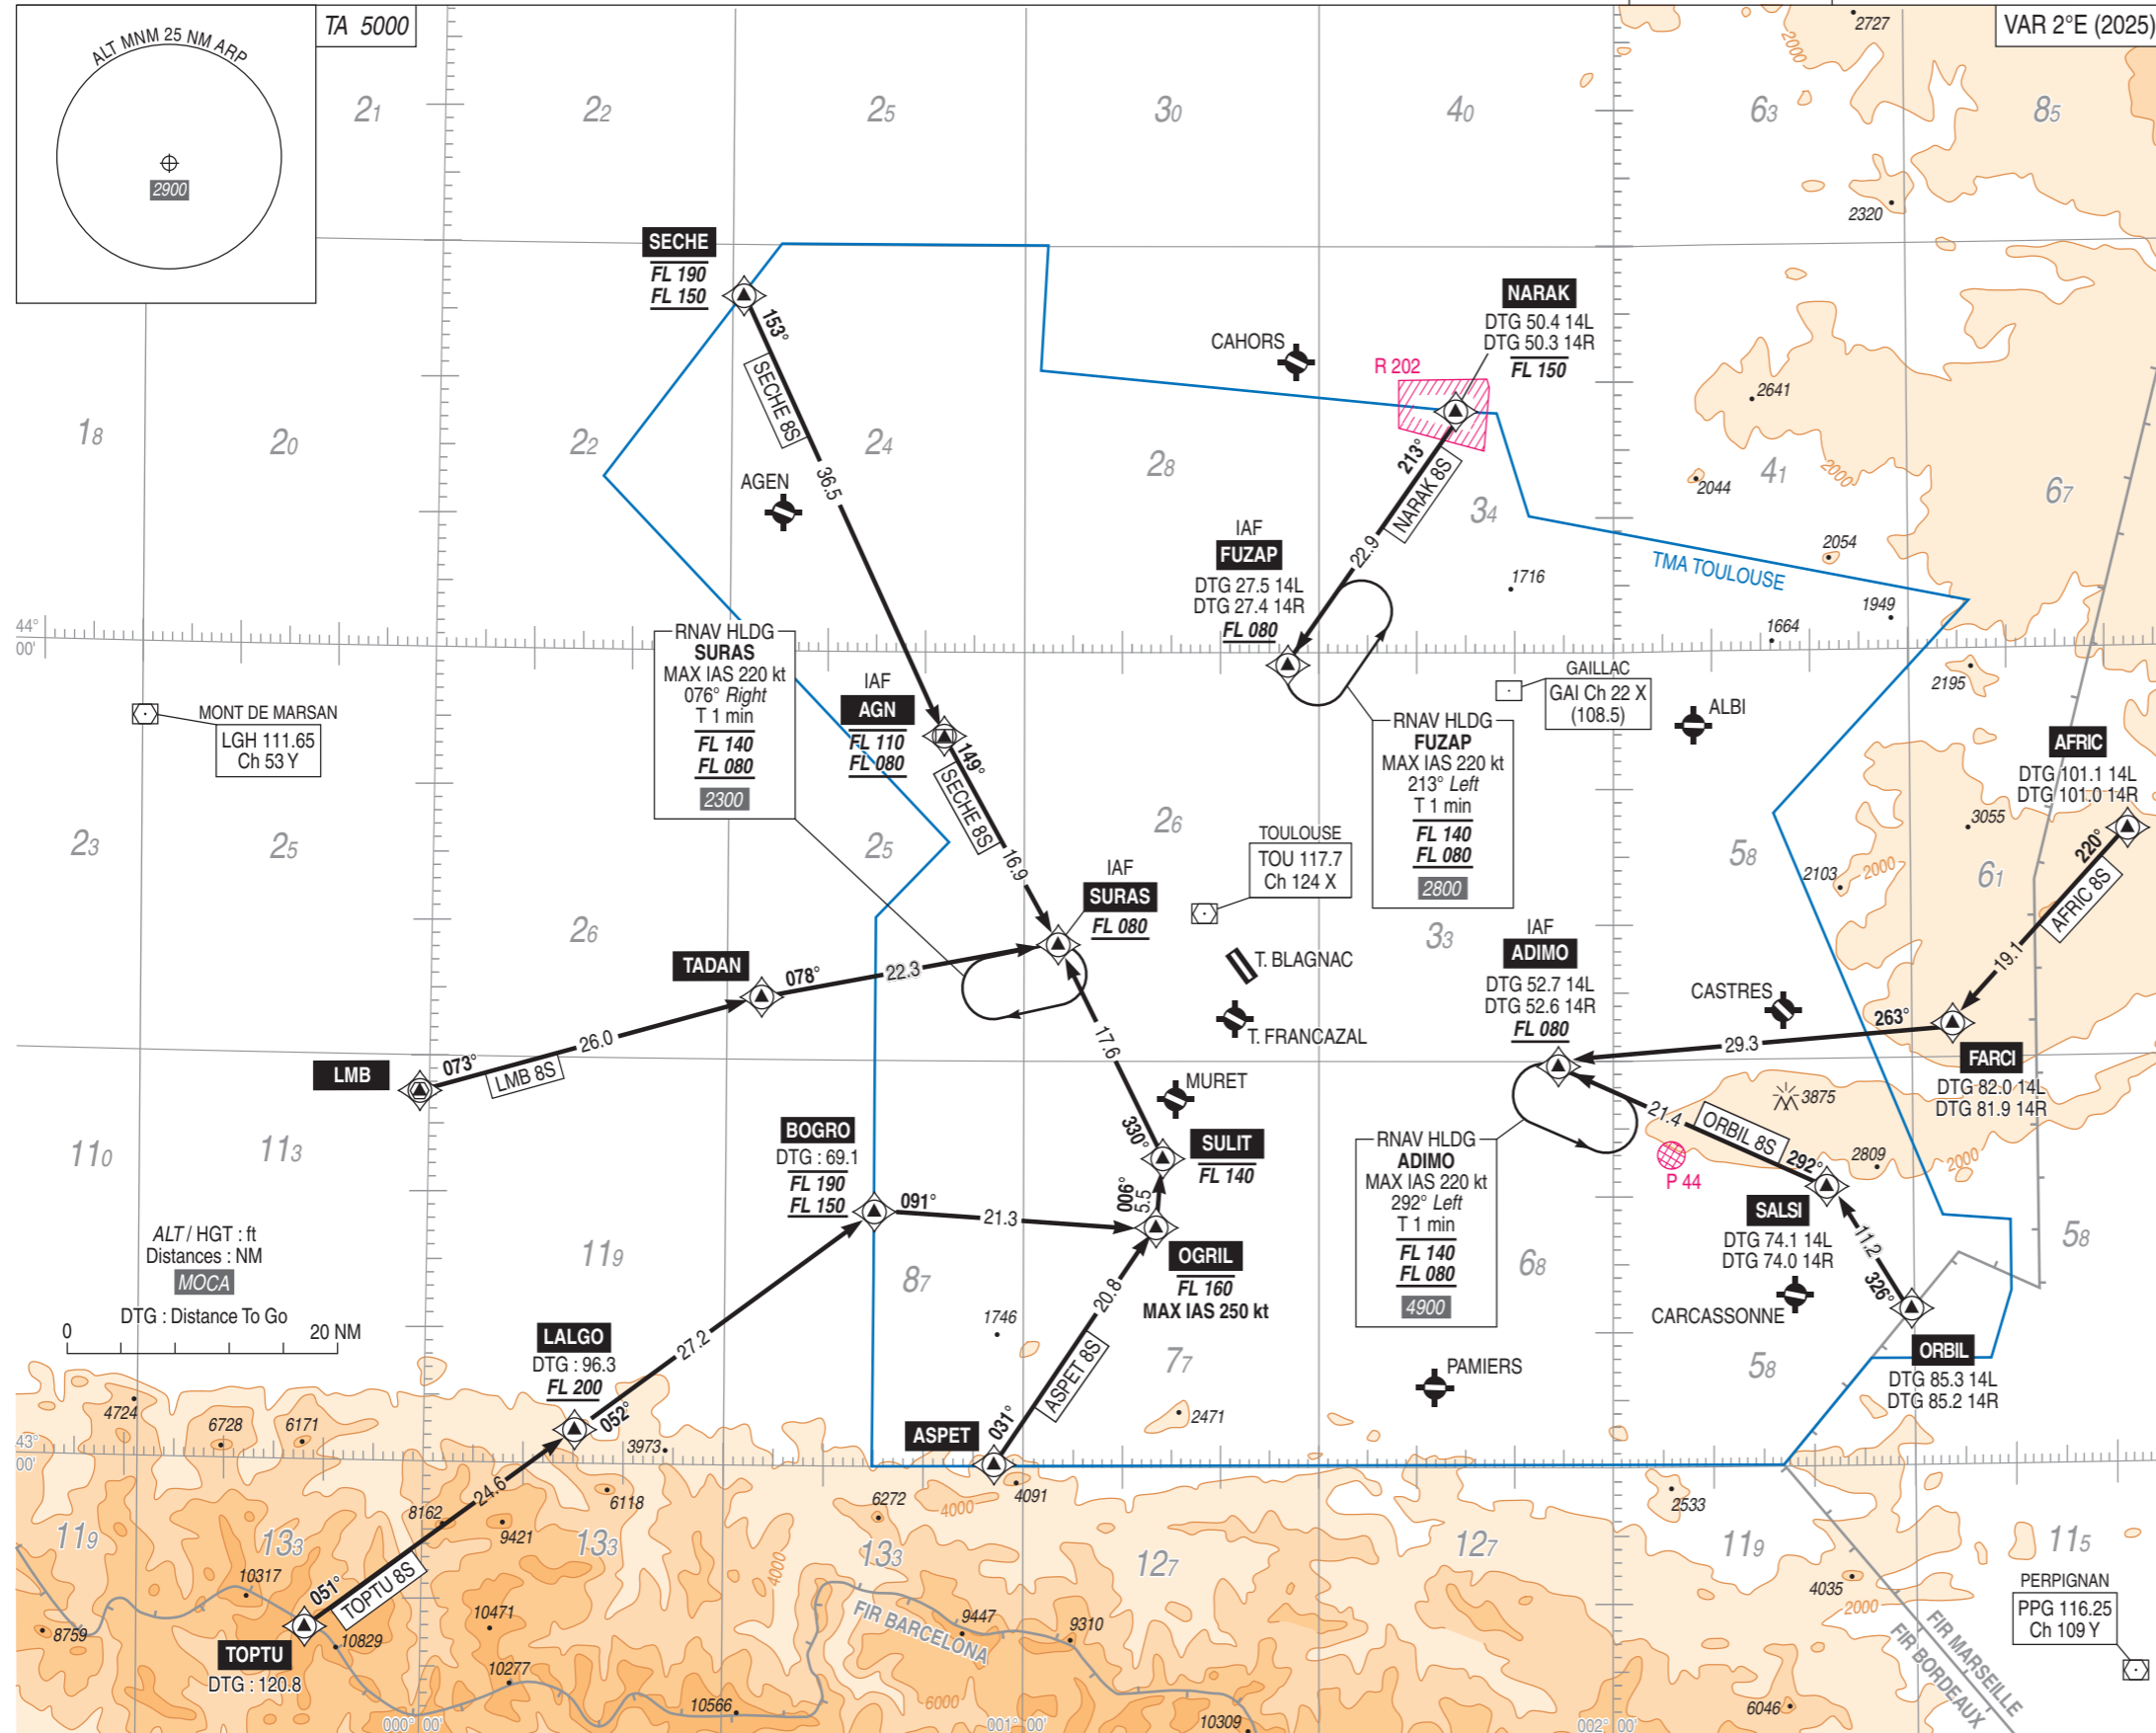 ALT MNM 25 NM ARP
2900
TA 5000
VAR 2°E (2025)
21
22
25
30
40
63
85
2727
2000
2320
SECHE
FL 190
FL 150
153°
SECHE 8S
36.5
CAHORS
R 202
NARAK
DTG 50.4 14L
DTG 50.3 14R
FL 150
213°
NARAK 8S
22.9
2641
2044
2000
18
20
22
24
28
34
41
67
AGEN
IAF
FUZAP
DTG 27.5 14L
DTG 27.4 14R
FL 080
1716
TMA TOULOUSE
2054
1949
1664
2195
44°
00'
RNAV HLDG
SURAS
MAX IAS 220 kt
076° Right
T 1 min
FL 140
FL 080
2300
IAF
AGN
FL 110
FL 080
149°
SECHE 8S
16.9
MONT DE MARSAN
LGH 111.65
Ch 53 Y
GAILLAC
GAI Ch 22 X
(108.5)
ALBI
RNAV HLDG
FUZAP
MAX IAS 220 kt
213° Left
T 1 min
FL 140
FL 080
2800
AFRIC
DTG 101.1 14L
DTG 101.0 14R
220°
AFRIC 8S
19.1
3055
2103
2000
23
25
25
26
58
61
TOULOUSE
TOU 117.7
Ch 124 X
IAF
SURAS
FL 080
26
33
TADAN
078°
22.3
T. BLAGNAC
T. FRANCAZAL
IAF
ADIMO
DTG 52.7 14L
DTG 52.6 14R
FL 080
CASTRES
263°
29.3
FARCI
DTG 82.0 14L
DTG 81.9 14R
LMB
073°
26.0
LMB 8S
17.6
MURET
330°
SULIT
FL 140
BOGRO
DTG : 69.1
FL 190
FL 150
091°
21.3
006°
5.5
OGRIL
FL 160
MAX IAS 250 kt
RNAV HLDG
ADIMO
MAX IAS 220 kt
292° Left
T 1 min
FL 140
FL 080
4900
21.4
ORBIL 8S
292°
3875
2809
2000
P 44
SALSI
DTG 74.1 14L
DTG 74.0 14R
11.2
326°
CARCASSONNE
ORBIL
DTG 85.3 14L
DTG 85.2 14R
110
113
119
87
77
68
58
58
ALT / HGT : ft
Distances : NM
MOCA
DTG : Distance To Go
0
20 NM
LALGO
DTG : 96.3
FL 200
052°
27.2
1746
20.8
ASPET 8S
031°
ASPET
2471
PAMIERS
4724
6728
6171
3973
43°
00'
24.6
8162
6118
9421
6272
4000
4091
2533
119
133
133
133
127
127
119
115
10317
051°
TOPTU 8S
4000
TOPTU
DTG : 120.8
8759
10829
10471
10277
10566
FIR BARCELONA
9447
9310
6000
10309
4035
2000
6046
FIR MARSEILLE
FIR BORDEAUX
PERPIGNAN
PPG 116.25
Ch 109 Y
000° 00'
001° 00'
002° 00'